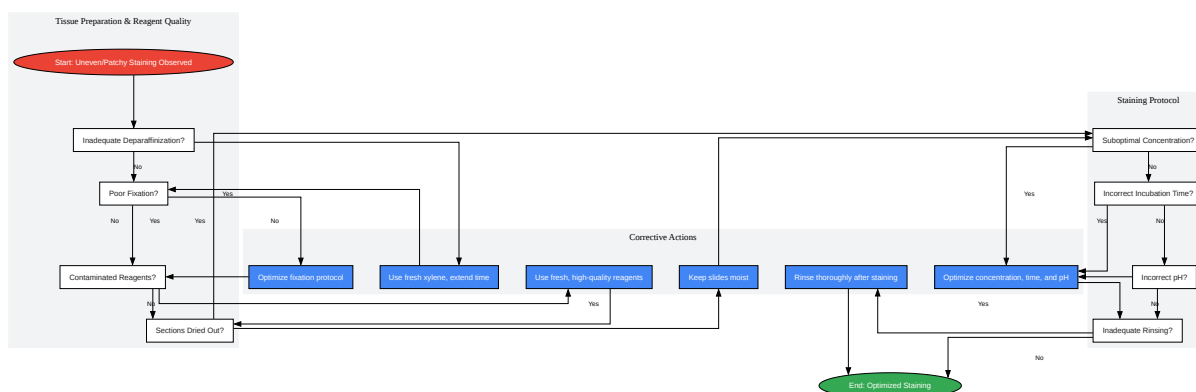 Tissue Preparation & Reagent Quality
Start: Uneven/Patchy Staining Observed
Staining Protocol
Inadequate Deparaffinization?
Suboptimal Concentration?
No
No
Poor Fixation?
Yes
Yes
Incorrect Incubation Time?
No
Yes
Yes
No
Yes
No
Corrective Actions
Contaminated Reagents?
Optimize fixation protocol
Use fresh xylene, extend time
Use fresh, high-quality reagents
Keep slides moist
Rinse thoroughly after staining
Optimize concentration, time, and pH
Incorrect pH?
No
Yes
Yes
No
Sections Dried Out?
Inadequate Rinsing?
No
End: Optimized Staining